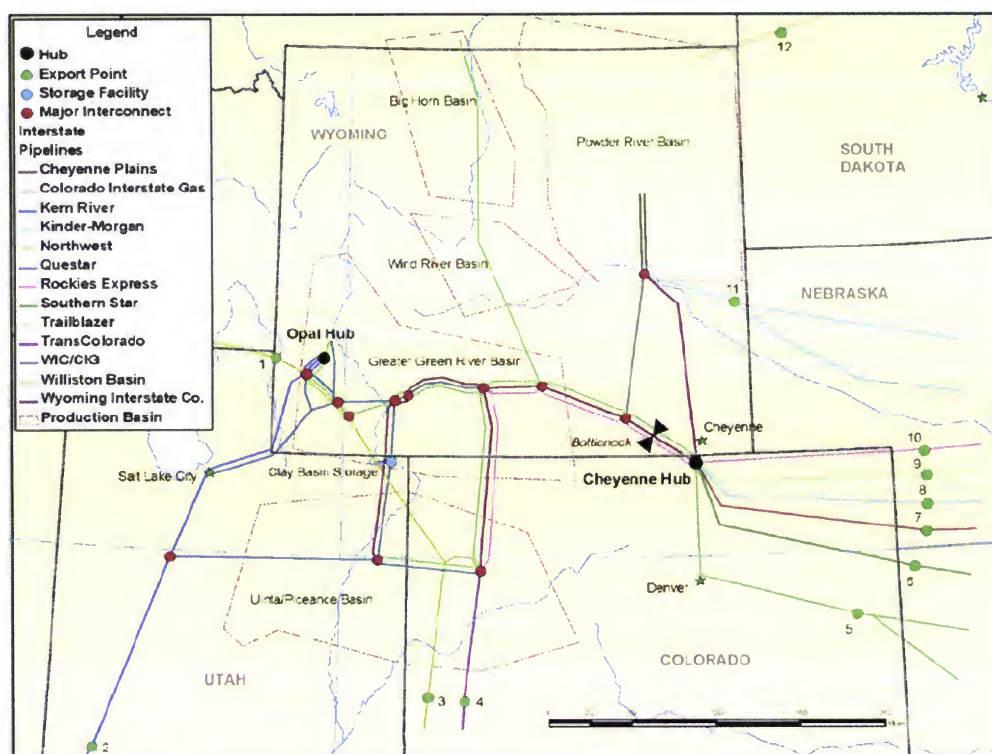 Legend
Hub
Export Point
Storage Facility
Major Interconnect
Interstate
Pipelines
Cheyenne Plains
Colorado Interstate Gas
Kern River
Kinder-Morgan
Northwest
Questar
Rockies Express
Southern Star
Trailblazer
TransColorado
WIC/CIG
Williston Basin
Wyoming Interstate Co.
Production Basin
12
Big Horn Basin
WYOMING
Powder River Basin
SOUTH
DAKOTA
Wind River Basin
11
NEBRASKA
Opal Hub
1
Greater Green River Basin
Bottleneck
Cheyenne
10
Salt Lake City
Clay Basin Storage
Cheyenne Hub
9
8
7
Uinta/Piceance Basin
Denver
6
5
COLORADO
UTAH
3
4
2